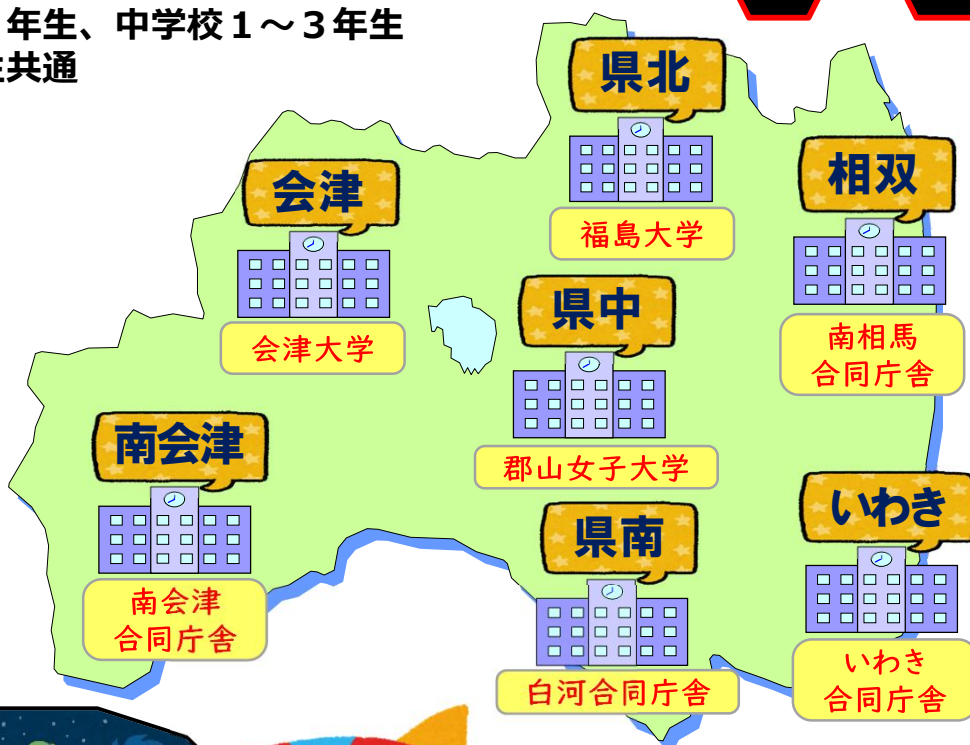 年生、中学校１～３年生
共通
県北
福島大学
会津
会津大学
相双
南相馬
合同庁舎
県中
郡山女子大学
南会津
南会津
合同庁舎
県南
白河合同庁舎
いわき
いわき
合同庁舎